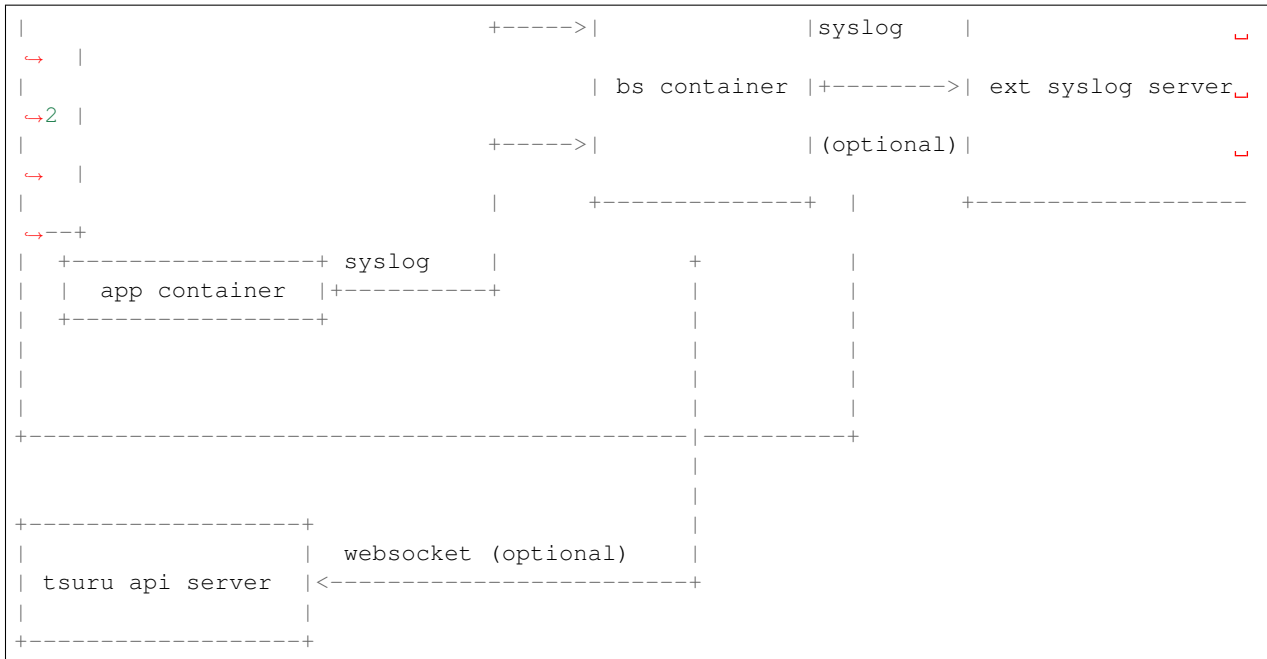 |                                +----->|              |syslog    |                  ␣
↪   |
|                                       | bs container |+-------->| ext syslog server␣
↪2 |
|                                +----->|              |(optional)|                  ␣
↪   |
|                                |      +--------------+  |       +-------------------
↪--+
|  +-----------------+ syslog    |             +          |
|  |  app container  |+----------+             |          |
|  +-----------------+                         |          |
|                                              |          |
|                                              |          |
|                                              |          |
+----------------------------------------------|----------+
                                               |
                                               |
+-------------------+                          |
|                   |  websocket (optional)    |
| tsuru api server  |<-------------------------+
|                   |
+-------------------+